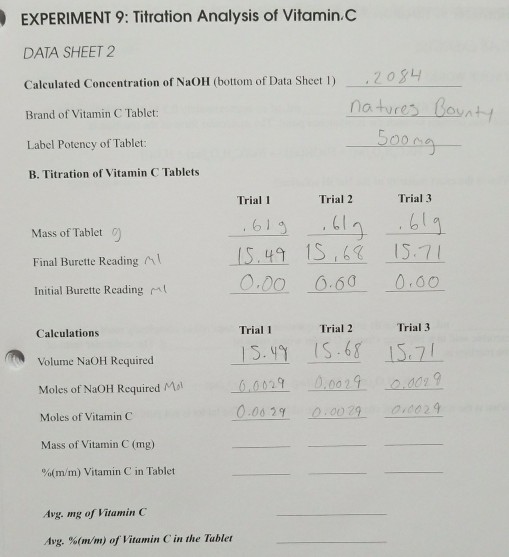 EXPERIMENT 9: Titration Analysis of Vitamin C
DATA SHEET 2
Calculated Concentration of NaOH (bottom of Data Sheet 1) .2084
Brand of Vitamin C Tablet: natures Bounty
Label Potency of Tablet: 500mg
B. Titration of Vitamin C Tablets
Trial 1 Trial 2 Trial 3
Mass of Tablet g .61g .61g .61g
Final Burette Reading ml 15.49 15.68 15.71
Initial Burette Reading ml 0.00 0.00 0.00
Calculations Trial 1 Trial 2 Trial 3
Volume NaOH Required 15.49 15.68 15.71
Moles of NaOH Required Mol 0.0029 0.0029 0.0029
Moles of Vitamin C 0.0029 0.0029 0.0029
Mass of Vitamin C (mg)
%(m/m) Vitamin C in Tablet
Avg. mg of Vitamin C
Avg. %(m/m) of Vitamin C in the Tablet